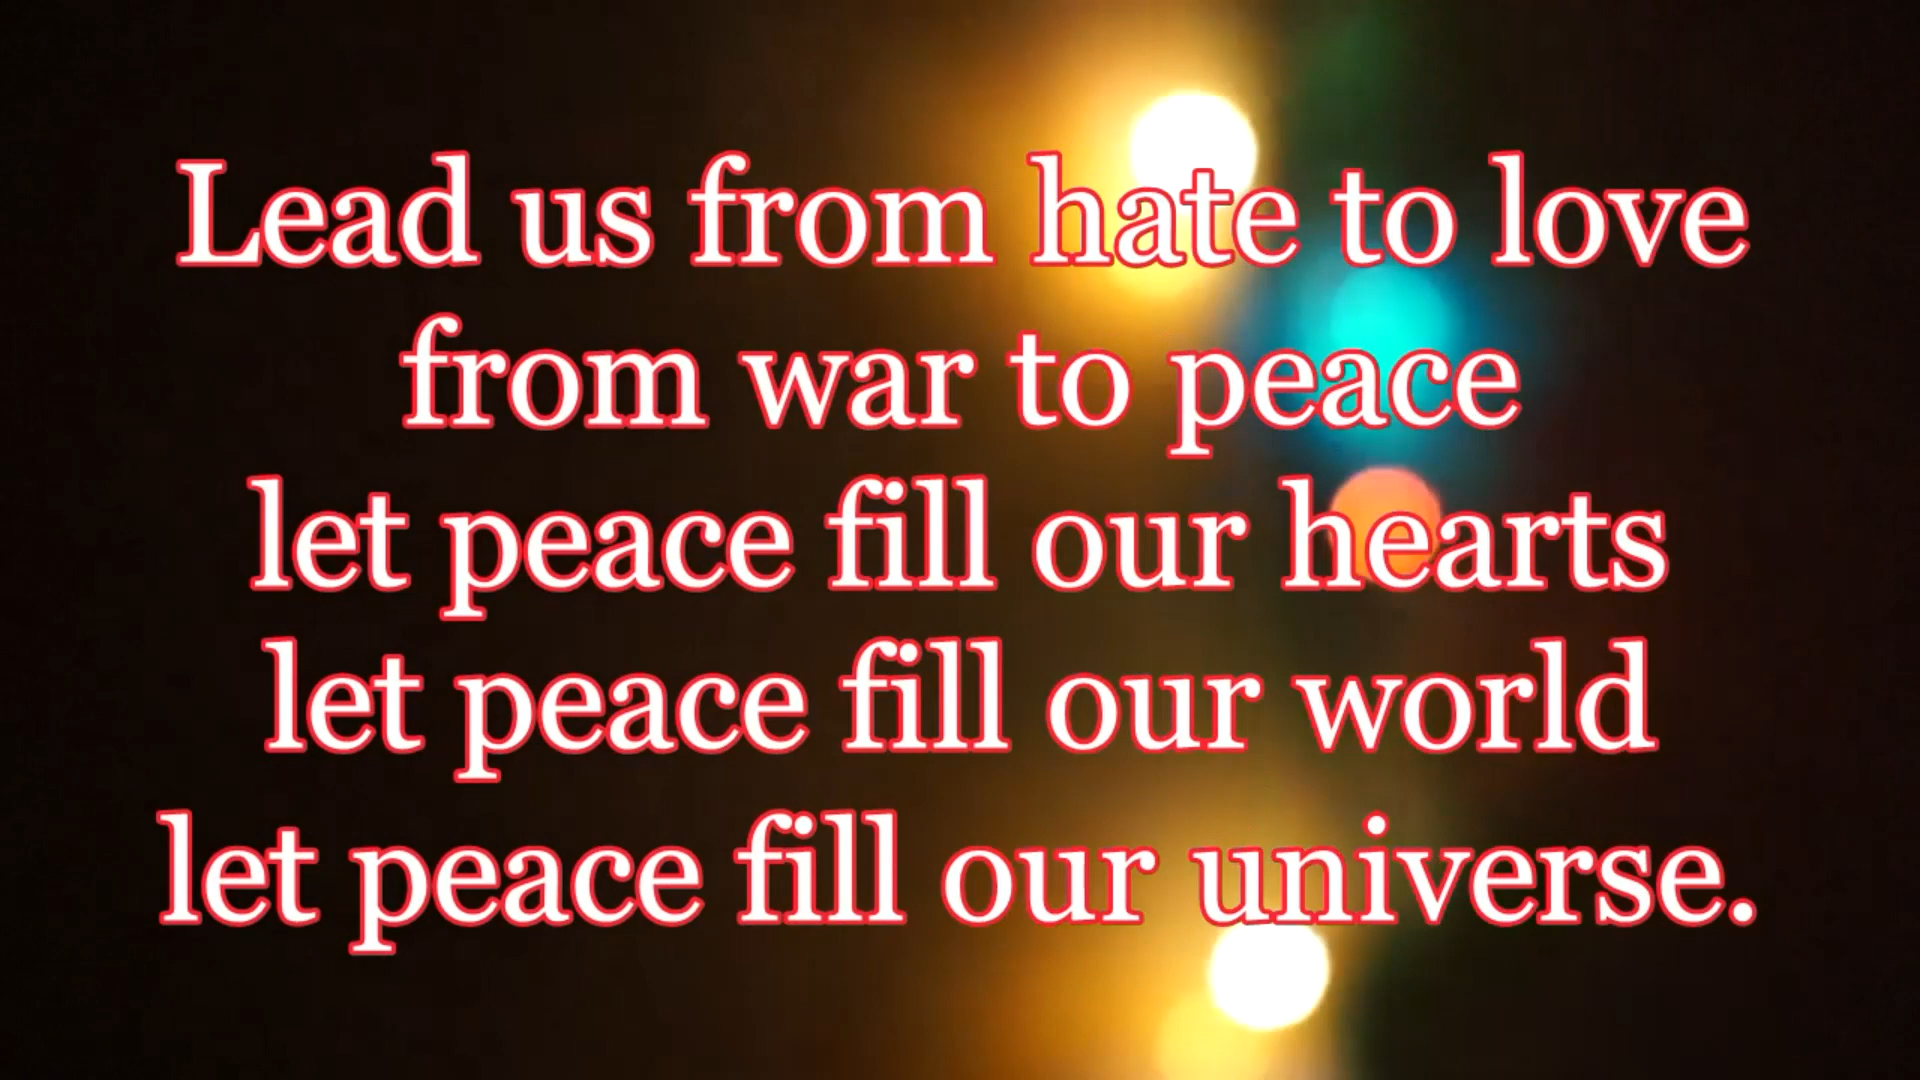 Lead us from hate to love
from war to peace
let peace fill our hearts
let peace fill our world
let peace fill our universe.